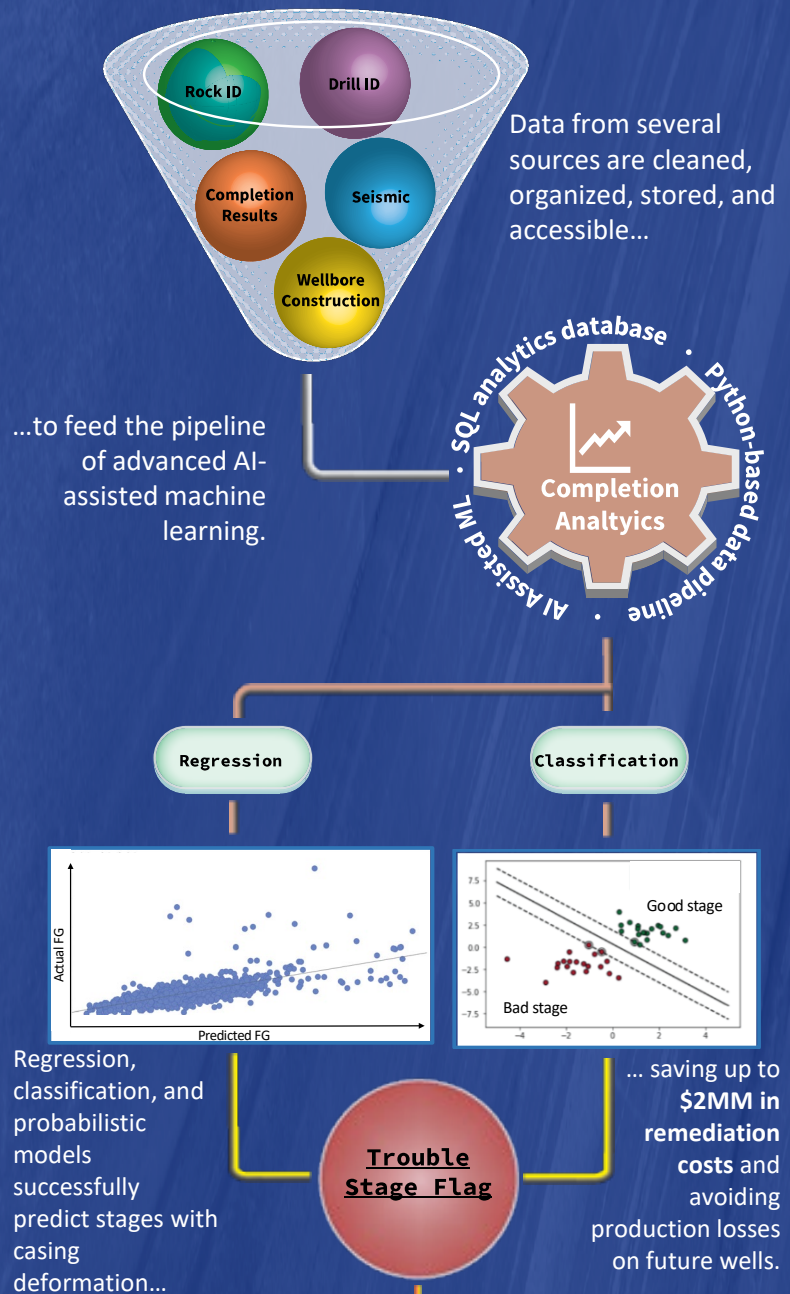 Rock ID
Drill ID
Completion
Results
Seismic
Wellbore
Construction
Data from several
sources are cleaned,
organized, stored, and
accessible…
…to feed the pipeline
of advanced AI-
assisted machine
learning.
AI Assisted ML • SQL analytics database • Python-based data pipeline •
Completion
Analtyics
Regression
Classification
Actual FG
Predicted FG
7.5
5.0
2.5
0.0
-2.5
-5.0
-7.5
-4
-2
0
2
4
Good stage
Bad stage
Regression,
classification, and
probabilistic
models
successfully
predict stages with
casing
deformation…
Trouble
Stage Flag
… saving up to
$2MM in
remediation
costs and
avoiding
production losses
on future wells.